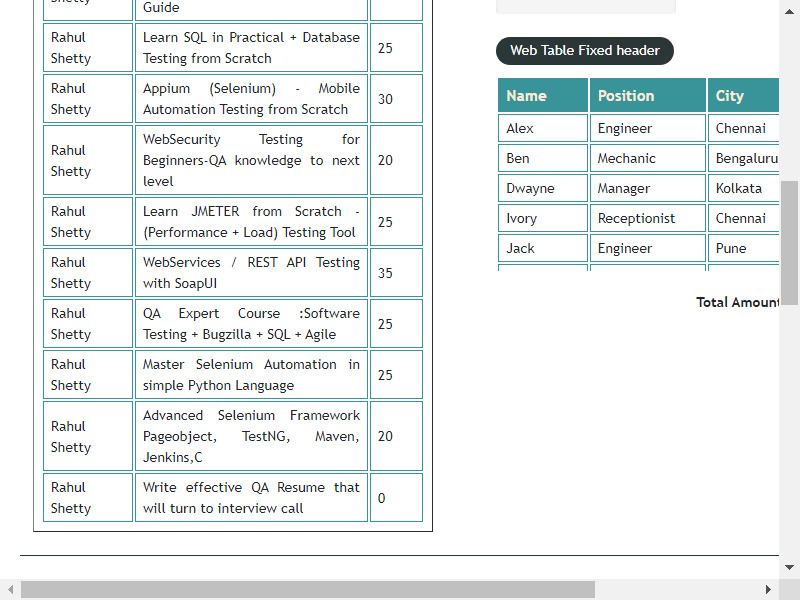 Guide
Rahul
Shetty
Learn SQL in Practical + Database
Testing from Scratch
25
Rahul
Shetty
Appium (Selenium) - Mobile
Automation Testing from Scratch
30
Rahul
Shetty
WebSecurity Testing for
Beginners-QA knowledge to next
level
20
Rahul
Shetty
Learn JMETER from Scratch -
(Performance + Load) Testing Tool
25
Rahul
Shetty
WebServices / REST API Testing
with SoapUI
35
Rahul
Shetty
QA Expert Course :Software
Testing + Bugzilla + SQL + Agile
25
Rahul
Shetty
Master Selenium Automation in
simple Python Language
25
Rahul
Shetty
Advanced Selenium Framework
Pageobject, TestNG, Maven,
Jenkins,C
20
Rahul
Shetty
Write effective QA Resume that
will turn to interview call
0
Web Table Fixed header
Name Position City
Alex Engineer Chennai
Ben Mechanic Bengaluru
Dwayne Manager Kolkata
Ivory Receptionist Chennai
Jack Engineer Pune
Total Amount